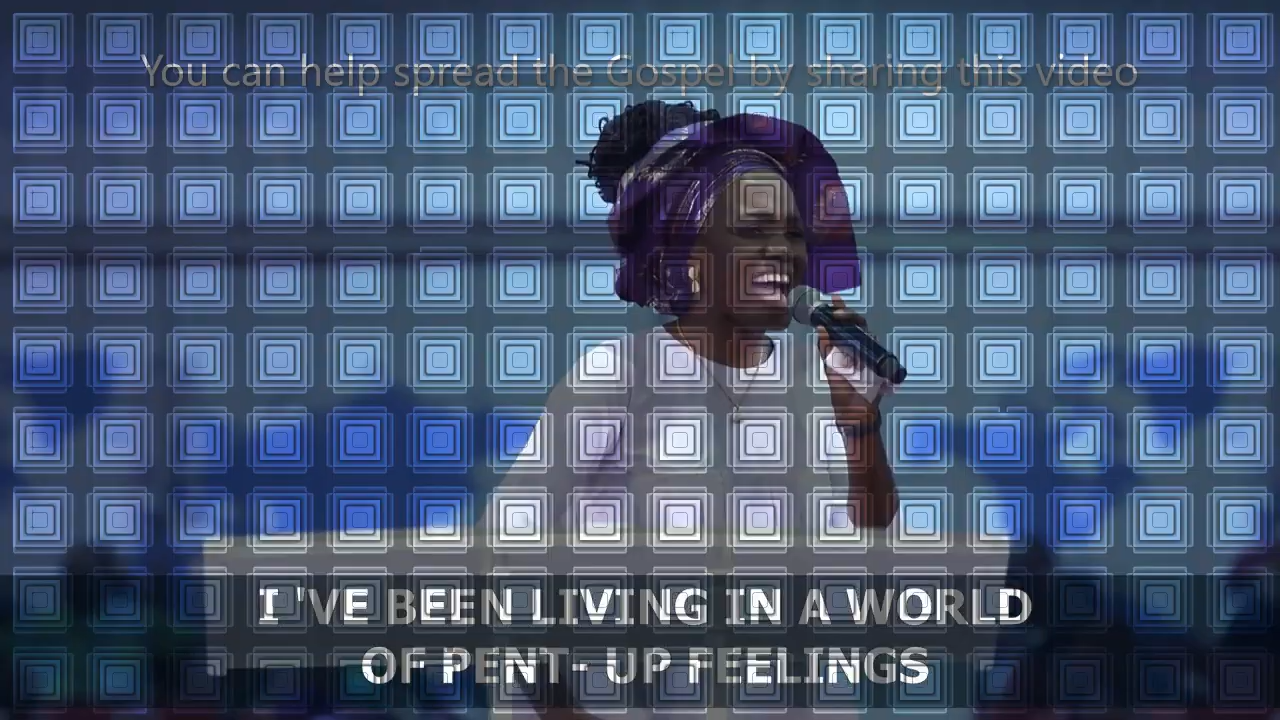 You can help spread the Gospel by sharing this video
I'VE BEEN LIVING IN A WORLD
OF PENT-UP FEELINGS